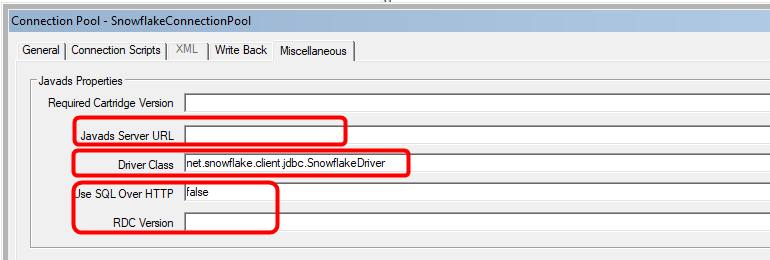 Connection Pool - SnowflakeConnectionPool
General Connection Scripts XML Write Back Miscellaneous
Javads Properties
Required Cartridge Version
Javads Server URL
Driver Class net.snowflake.client.jdbc.SnowflakeDriver
Use SQL Over HTTP false
RDC Version